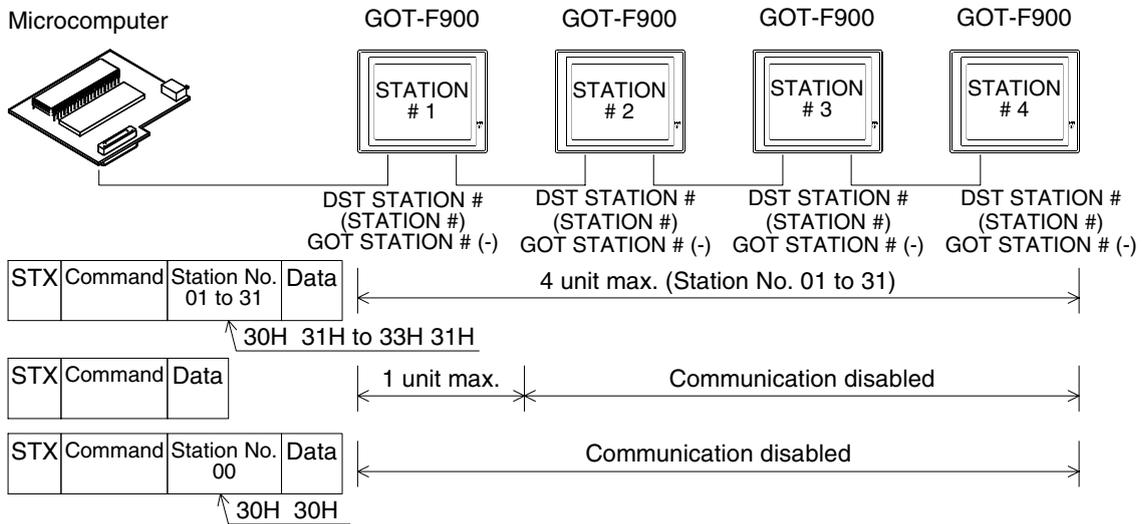 Microcomputer
GOT-F900
GOT-F900
GOT-F900
GOT-F900
STATION
# 1
STATION
# 2
STATION
# 3
STATION
# 4
DST STATION #
(STATION #)
GOT STATION # (-)
DST STATION #
(STATION #)
GOT STATION # (-)
DST STATION #
(STATION #)
GOT STATION # (-)
DST STATION #
(STATION #)
GOT STATION # (-)
STX Command Station No. Data
01 to 31
4 unit max. (Station No. 01 to 31)
30H 31H to 33H 31H
STX Command Data
1 unit max.
Communication disabled
STX Command Station No. Data
00
Communication disabled
30H 30H